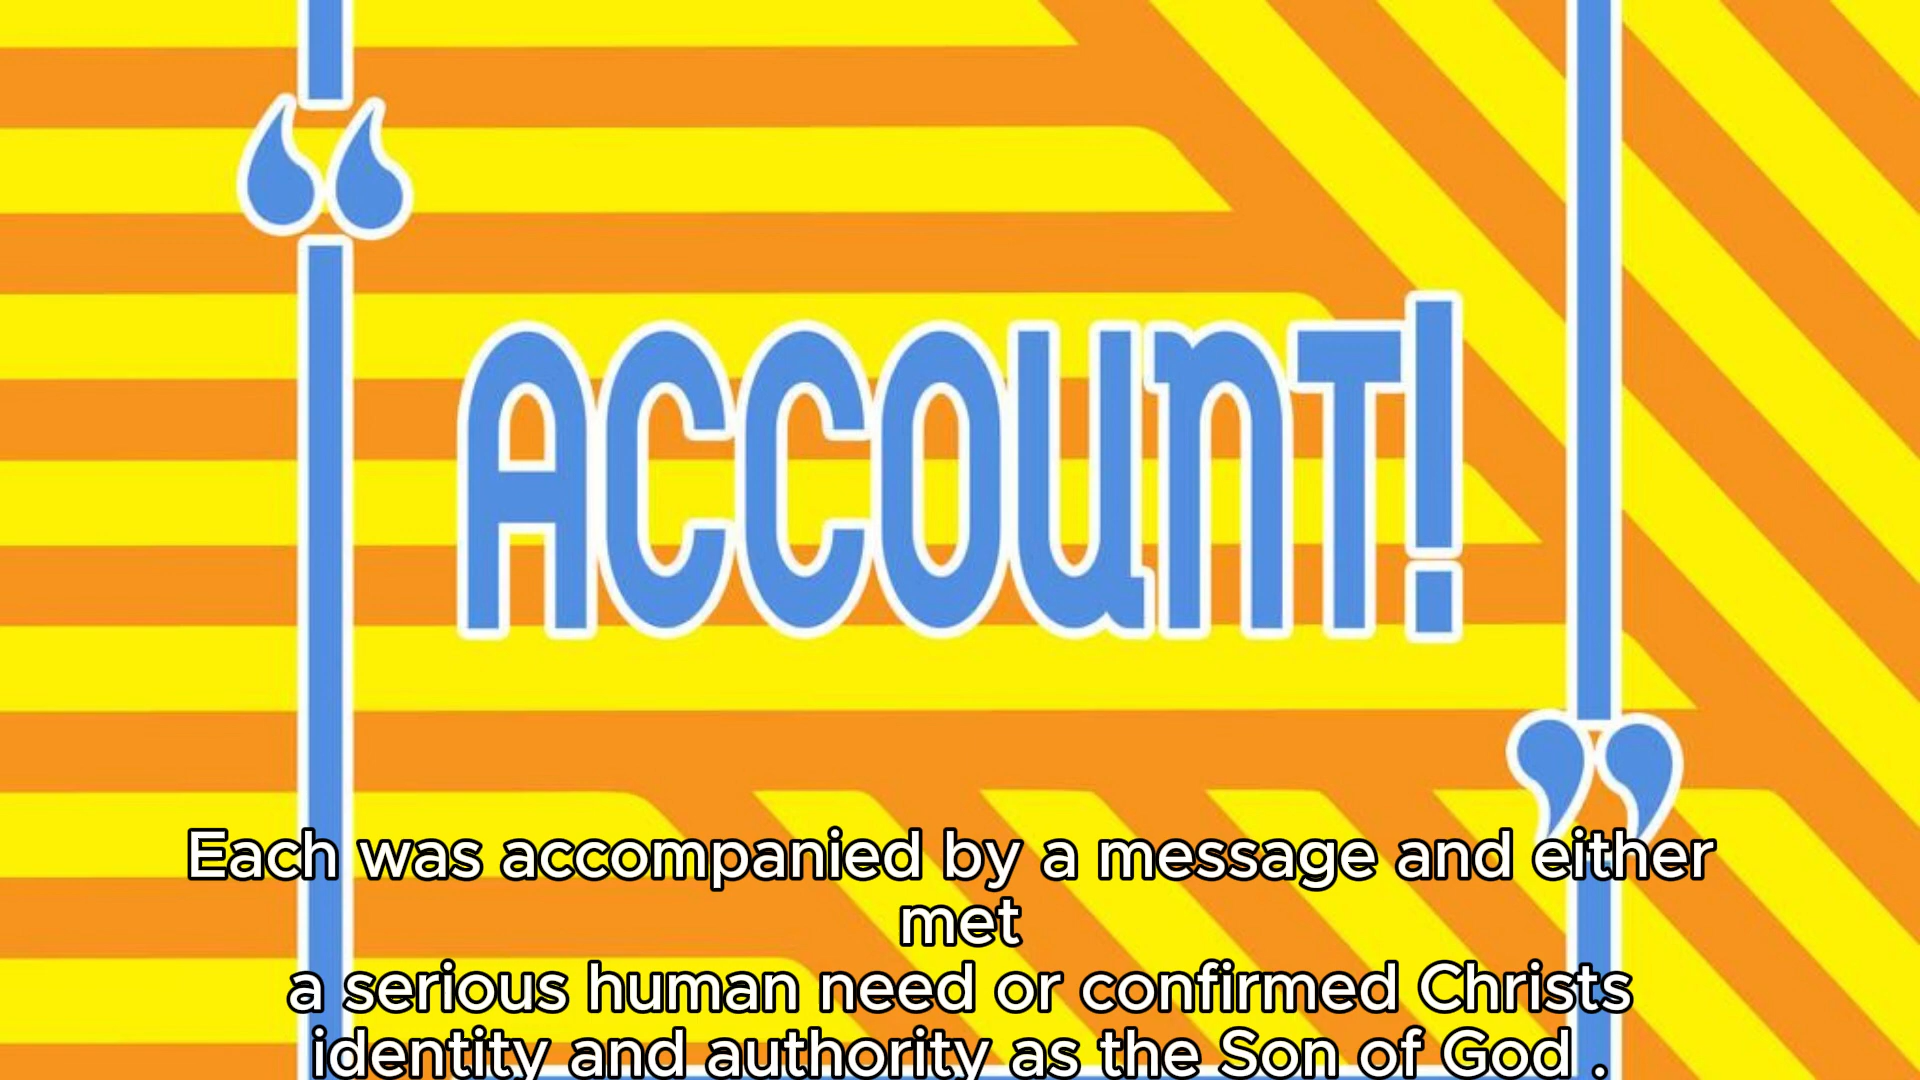 “
ACCOUNT!
”
Each was accompanied by a message and either
met
a serious human need or confirmed Christs
identity and authority as the Son of God .